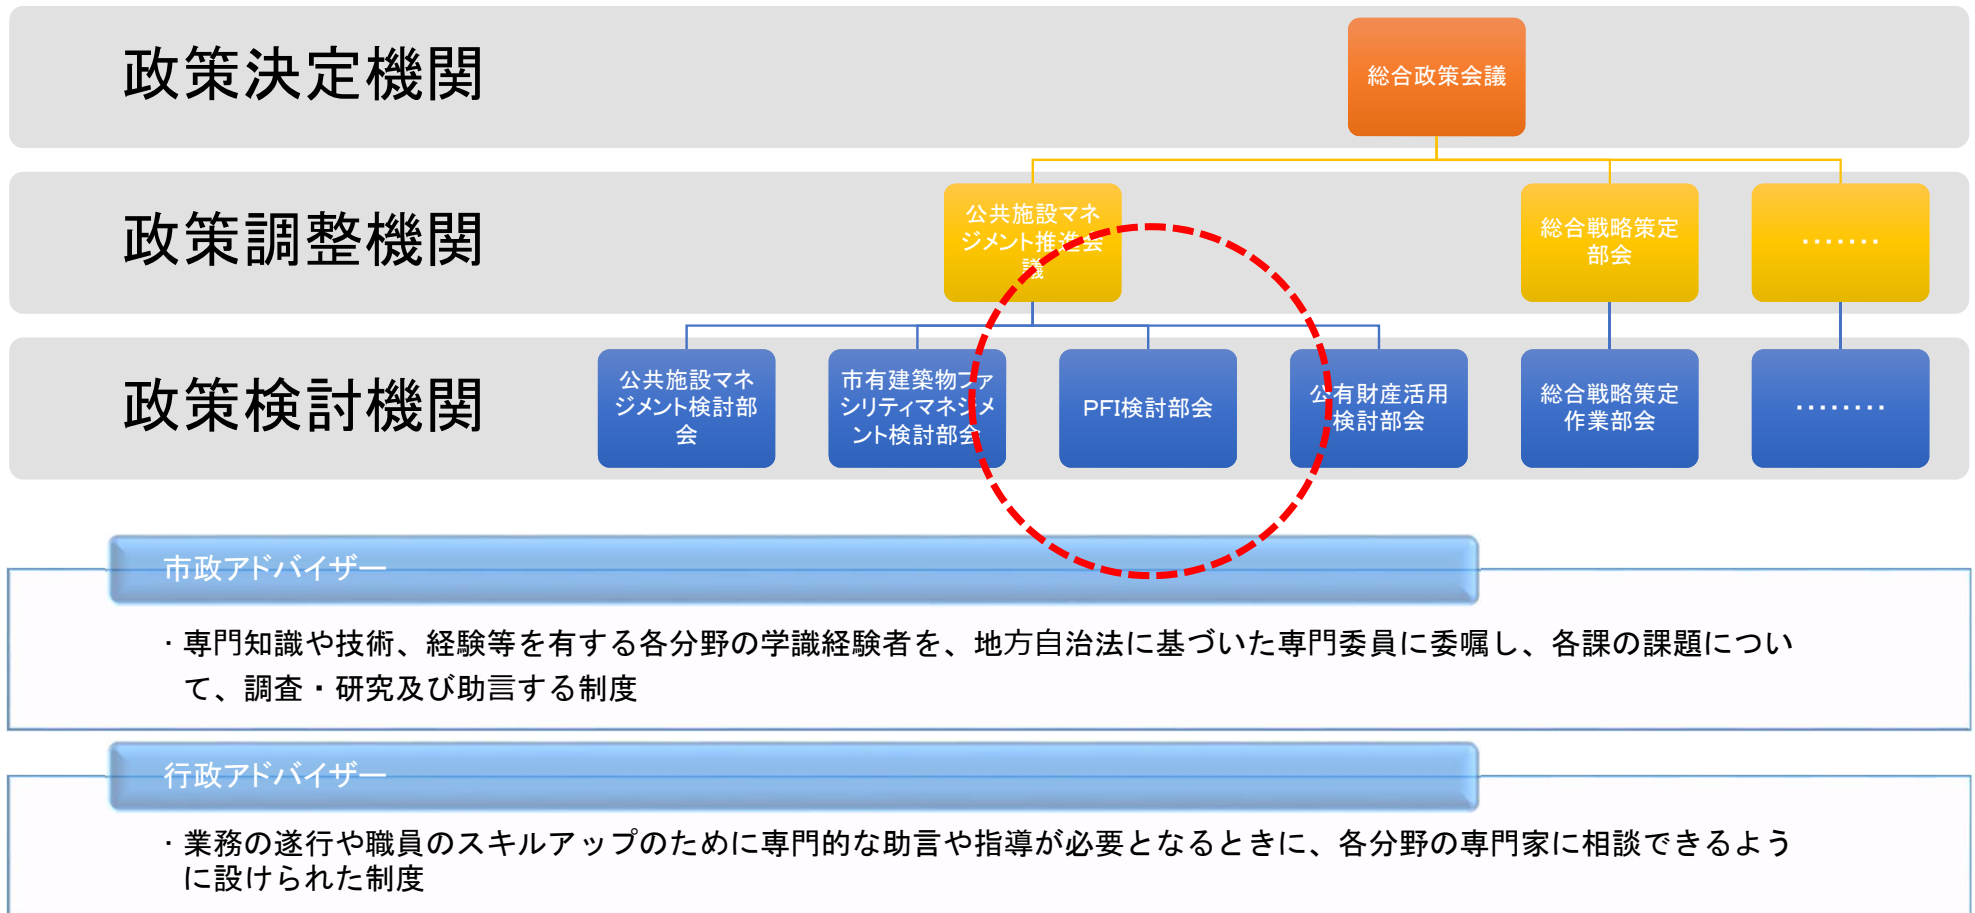 政策決定機関
総合政策会議
政策調整機関
公共施設マネ
ジメント推進会
議
総合戦略策定
部会
・・・・・・・
政策検討機関
公共施設マネ
ジメント検討部
会
市有建築物ファ
シリティマネジメ
ント検討部会
PFI検討部会
公有財産活用
検討部会
総合戦略策定
作業部会
・・・・・・・・
市政アドバイザー
・専門知識や技術、経験等を有する各分野の学識経験者を、地方自治法に基づいた専門委員に委嘱し、各課の課題につい
て、調査・研究及び助言する制度
行政アドバイザー
・業務の遂行や職員のスキルアップのために専門的な助言や指導が必要となるときに、各分野の専門家に相談できるよう
に設けられた制度